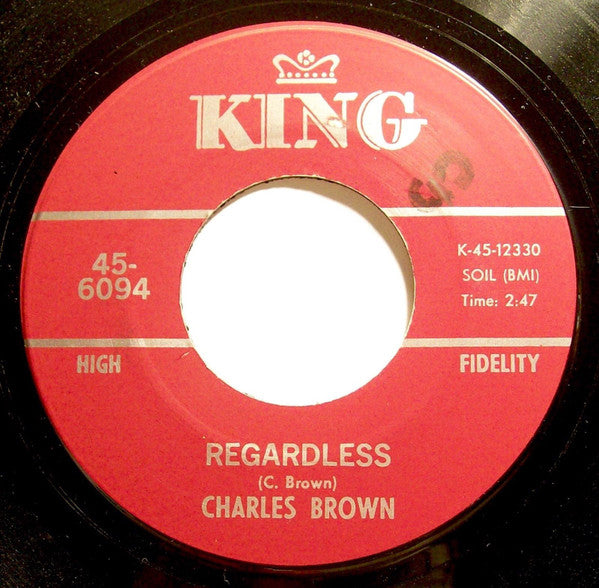 KING
45-
6094
K-45-12330
SOIL (BMI)
Time: 2:47
HIGH
FIDELITY
REGARDLESS
(C. Brown)
CHARLES BROWN